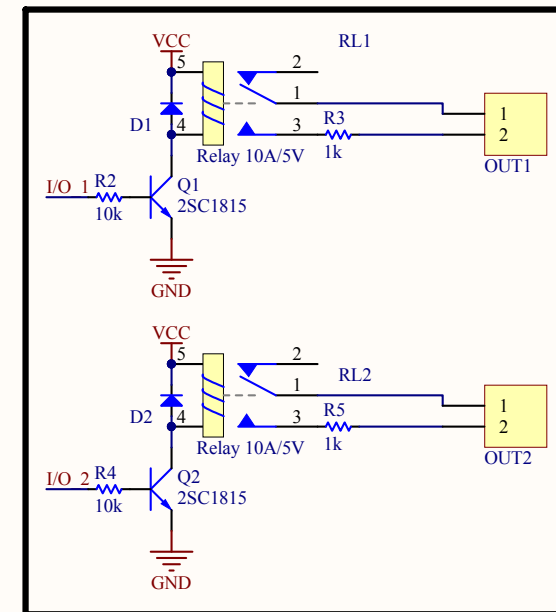 VCC
RL1
5
2
1
D1
4
3
R3
1k
1
2
Relay 10A/5V
OUT1
I/O_1
R2
10k
Q1
2SC1815
GND
VCC
5
2
RL2
1
D2
4
3
R5
1k
1
2
Relay 10A/5V
OUT2
I/O_2
R4
10k
Q2
2SC1815
GND